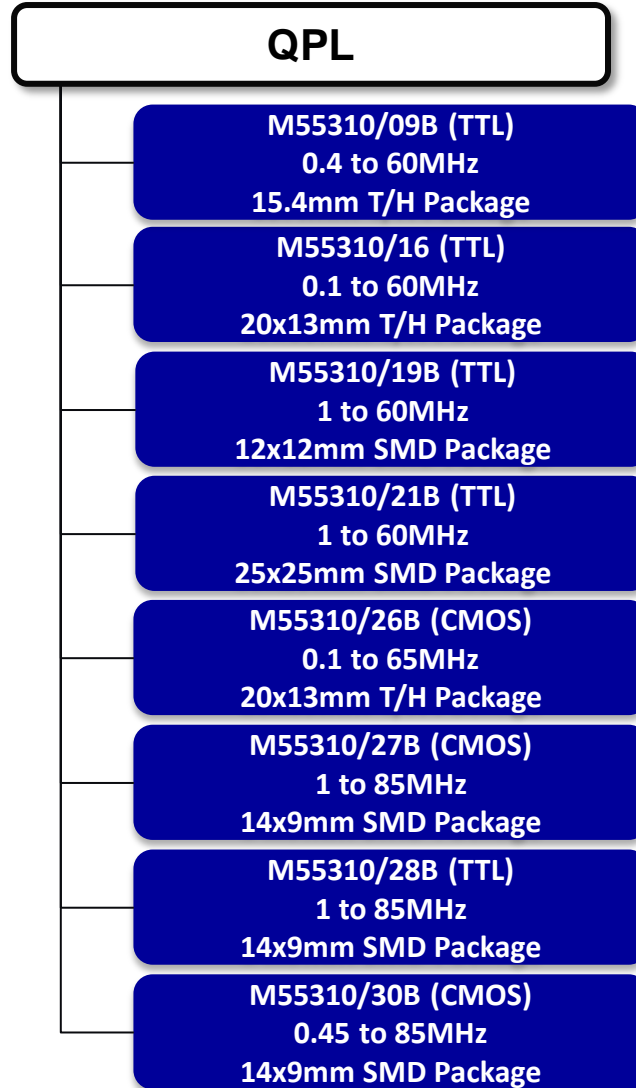 QPL
M55310/09B (TTL)
0.4 to 60MHz
15.4mm T/H Package
M55310/16 (TTL)
0.1 to 60MHz
20x13mm T/H Package
M55310/19B (TTL)
1 to 60MHz
12x12mm SMD Package
M55310/21B (TTL)
1 to 60MHz
25x25mm SMD Package
M55310/26B (CMOS)
0.1 to 65MHz
20x13mm T/H Package
M55310/27B (CMOS)
1 to 85MHz
14x9mm SMD Package
M55310/28B (TTL)
1 to 85MHz
14x9mm SMD Package
M55310/30B (CMOS)
0.45 to 85MHz
14x9mm SMD Package